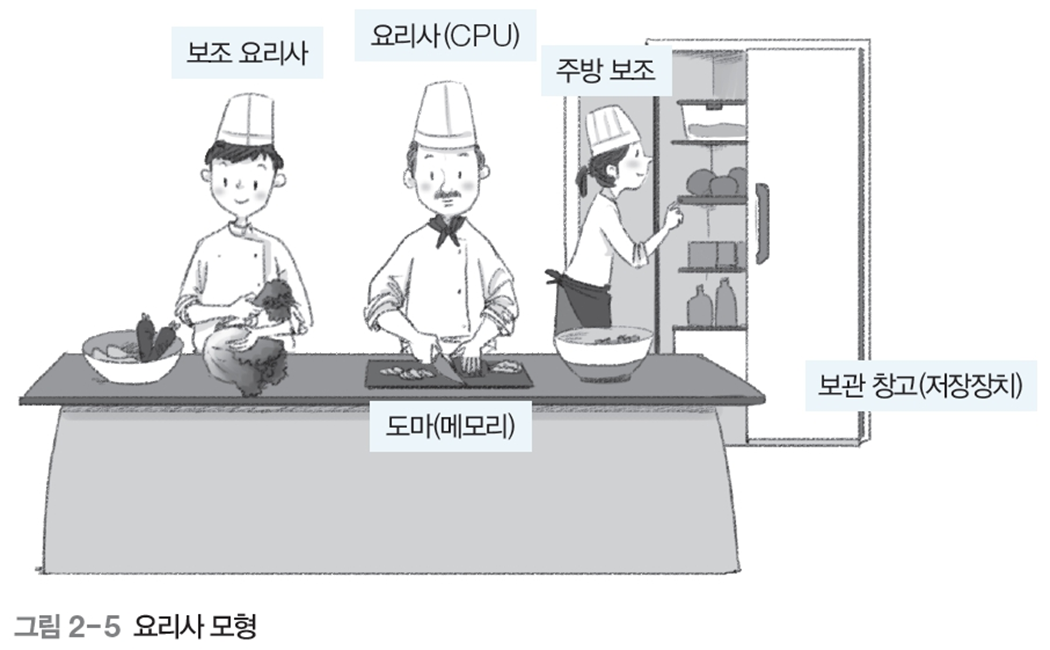 보조 요리사
요리사(CPU)
주방 보조
보관 창고(저장장치)
도마(메모리)
그림 2-5 요리사 모형